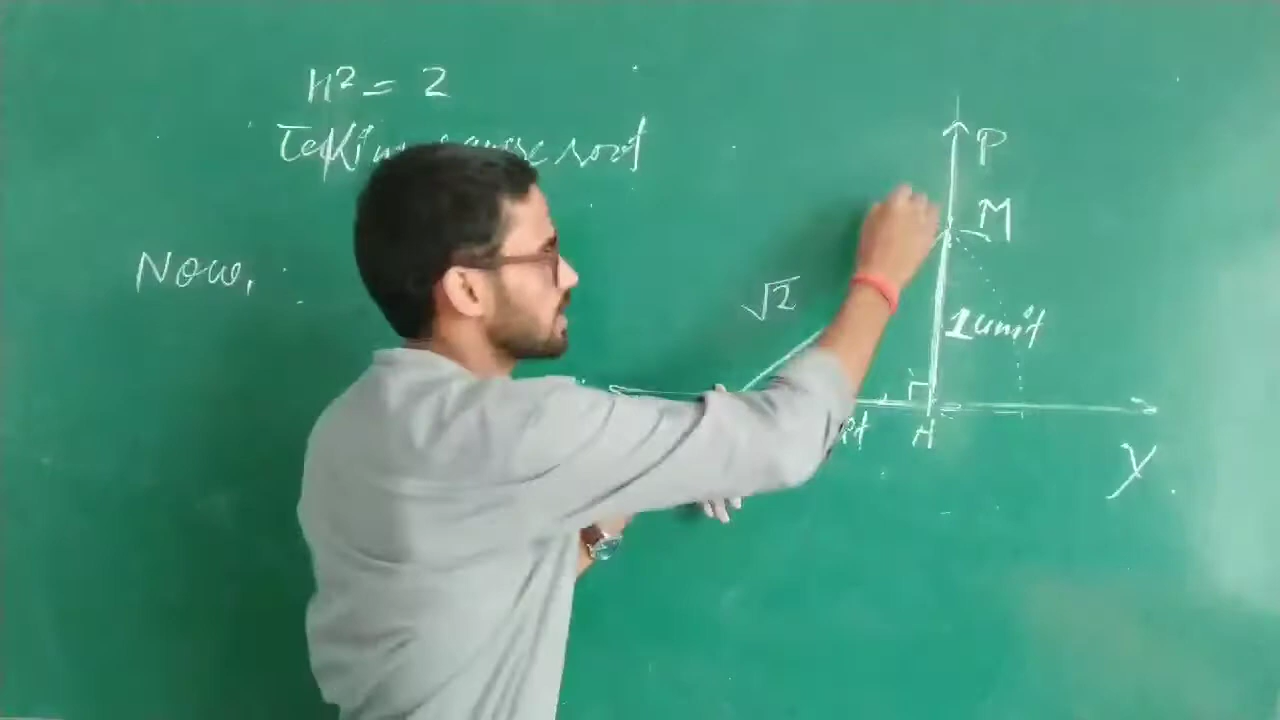 H² = 2
Taking square root
Now,
P
M
√2
1 unit
A
Y